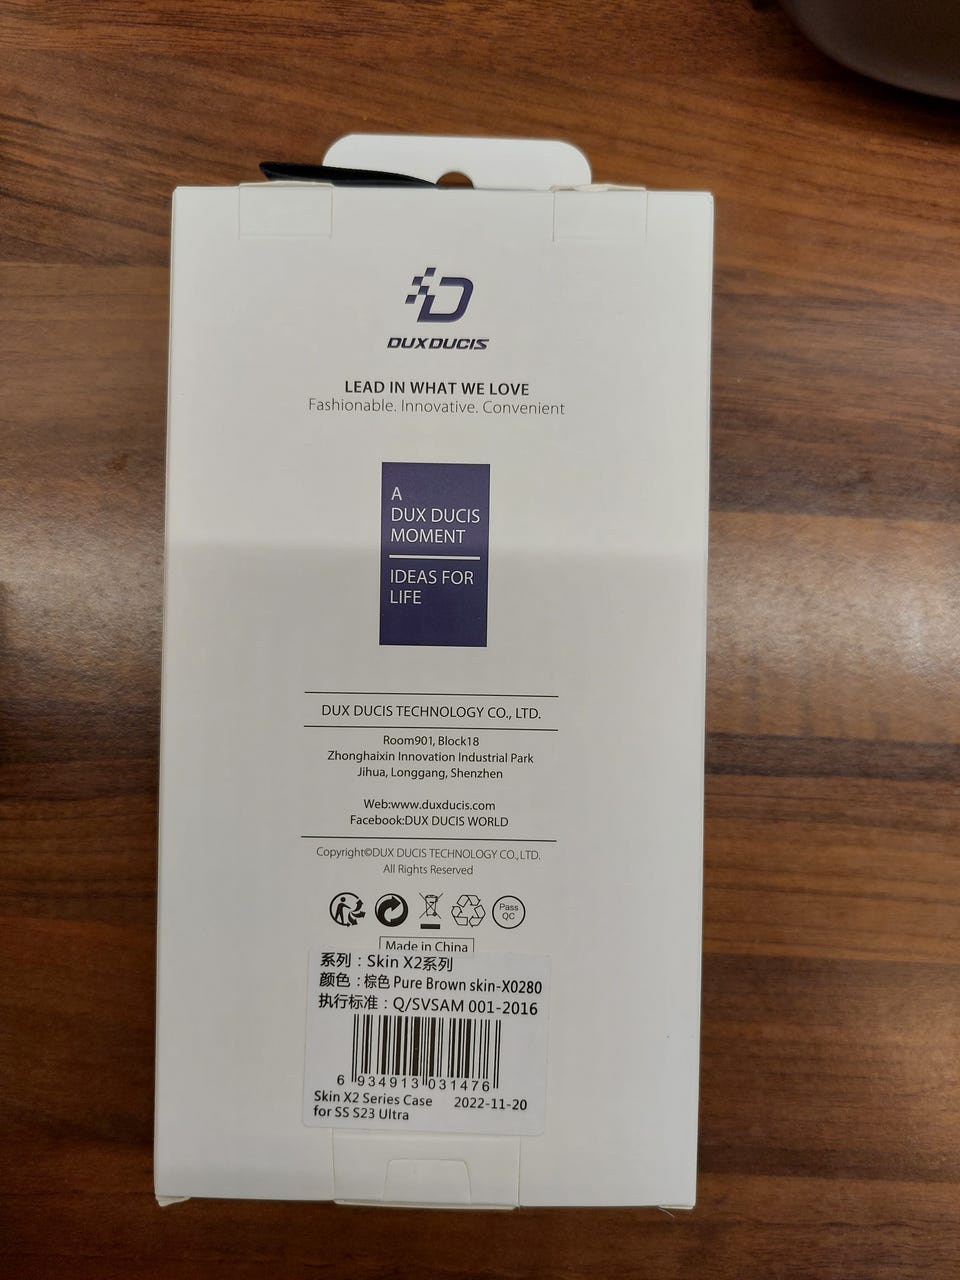 DUXDUCIS
LEAD IN WHAT WE LOVE
Fashionable. Innovative. Convenient
A
DUX DUCIS
MOMENT
IDEAS FOR
LIFE
DUX DUCIS TECHNOLOGY CO., LTD.
Room901, Block18
Zhonghaixin Innovation Industrial Park
Jihua, Longgang, Shenzhen
Web:www.duxducis.com
Facebook:DUX DUCIS WORLD
Copyright©DUX DUCIS TECHNOLOGY CO.,LTD.
All Rights Reserved
Pass
QC
Made in China
系列：Skin X2系列
颜色：棕色 Pure Brown skin-X0280
执行标准：Q/SVSAM 001-2016
6 934913 031476
Skin X2 Series Case 2022-11-20
for SS S23 Ultra